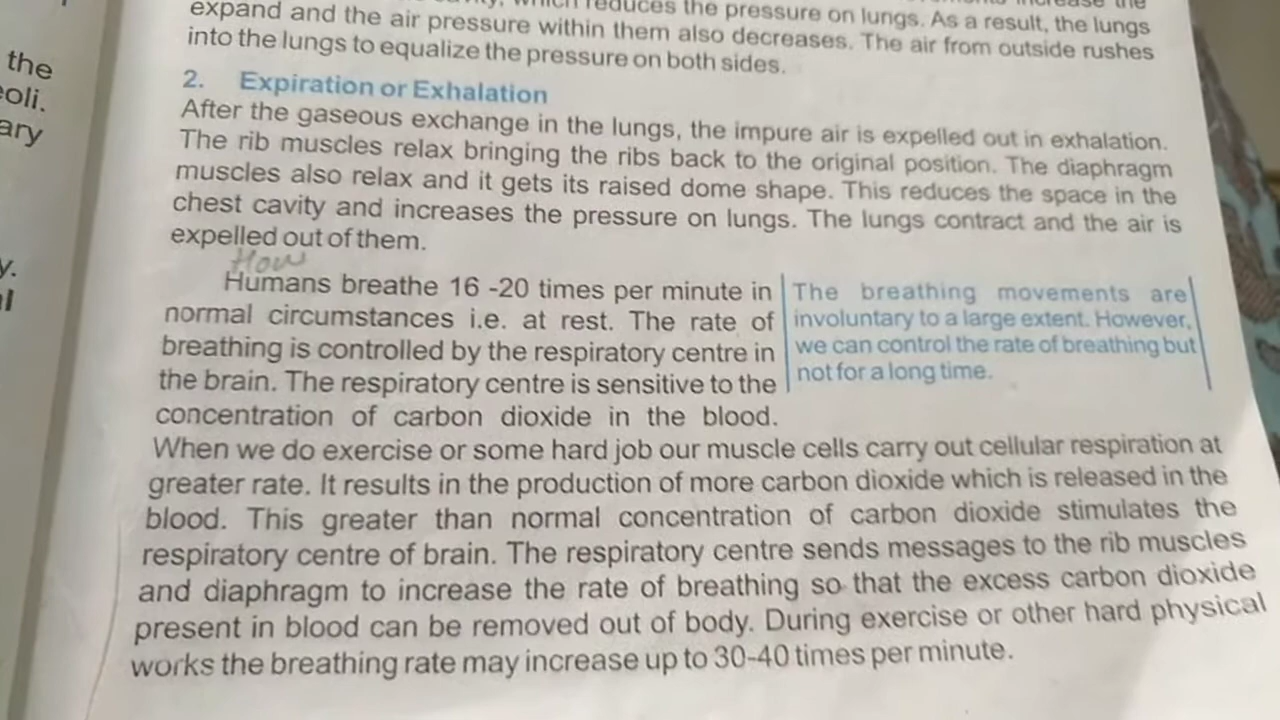 the
oli.
ary
y.
reduces the pressure on lungs. As a result, the lungs
expand and the air pressure within them also decreases. The air from outside rushes
into the lungs to equalize the pressure on both sides.
2. Expiration or Exhalation
After the gaseous exchange in the lungs, the impure air is expelled out in exhalation.
The rib muscles relax bringing the ribs back to the original position. The diaphragm
muscles also relax and it gets its raised dome shape. This reduces the space in the
chest cavity and increases the pressure on lungs. The lungs contract and the air is
expelled out of them.
How
Humans breathe 16 -20 times per minute in
normal circumstances i.e. at rest. The rate of
breathing is controlled by the respiratory centre in
the brain. The respiratory centre is sensitive to the
concentration of carbon dioxide in the blood.
The breathing movements are
involuntary to a large extent. However,
we can control the rate of breathing but
not for a long time.
When we do exercise or some hard job our muscle cells carry out cellular respiration at
greater rate. It results in the production of more carbon dioxide which is released in the
blood. This greater than normal concentration of carbon dioxide stimulates the
respiratory centre of brain. The respiratory centre sends messages to the rib muscles
and diaphragm to increase the rate of breathing so that the excess carbon dioxide
present in blood can be removed out of body. During exercise or other hard physical
works the breathing rate may increase up to 30-40 times per minute.